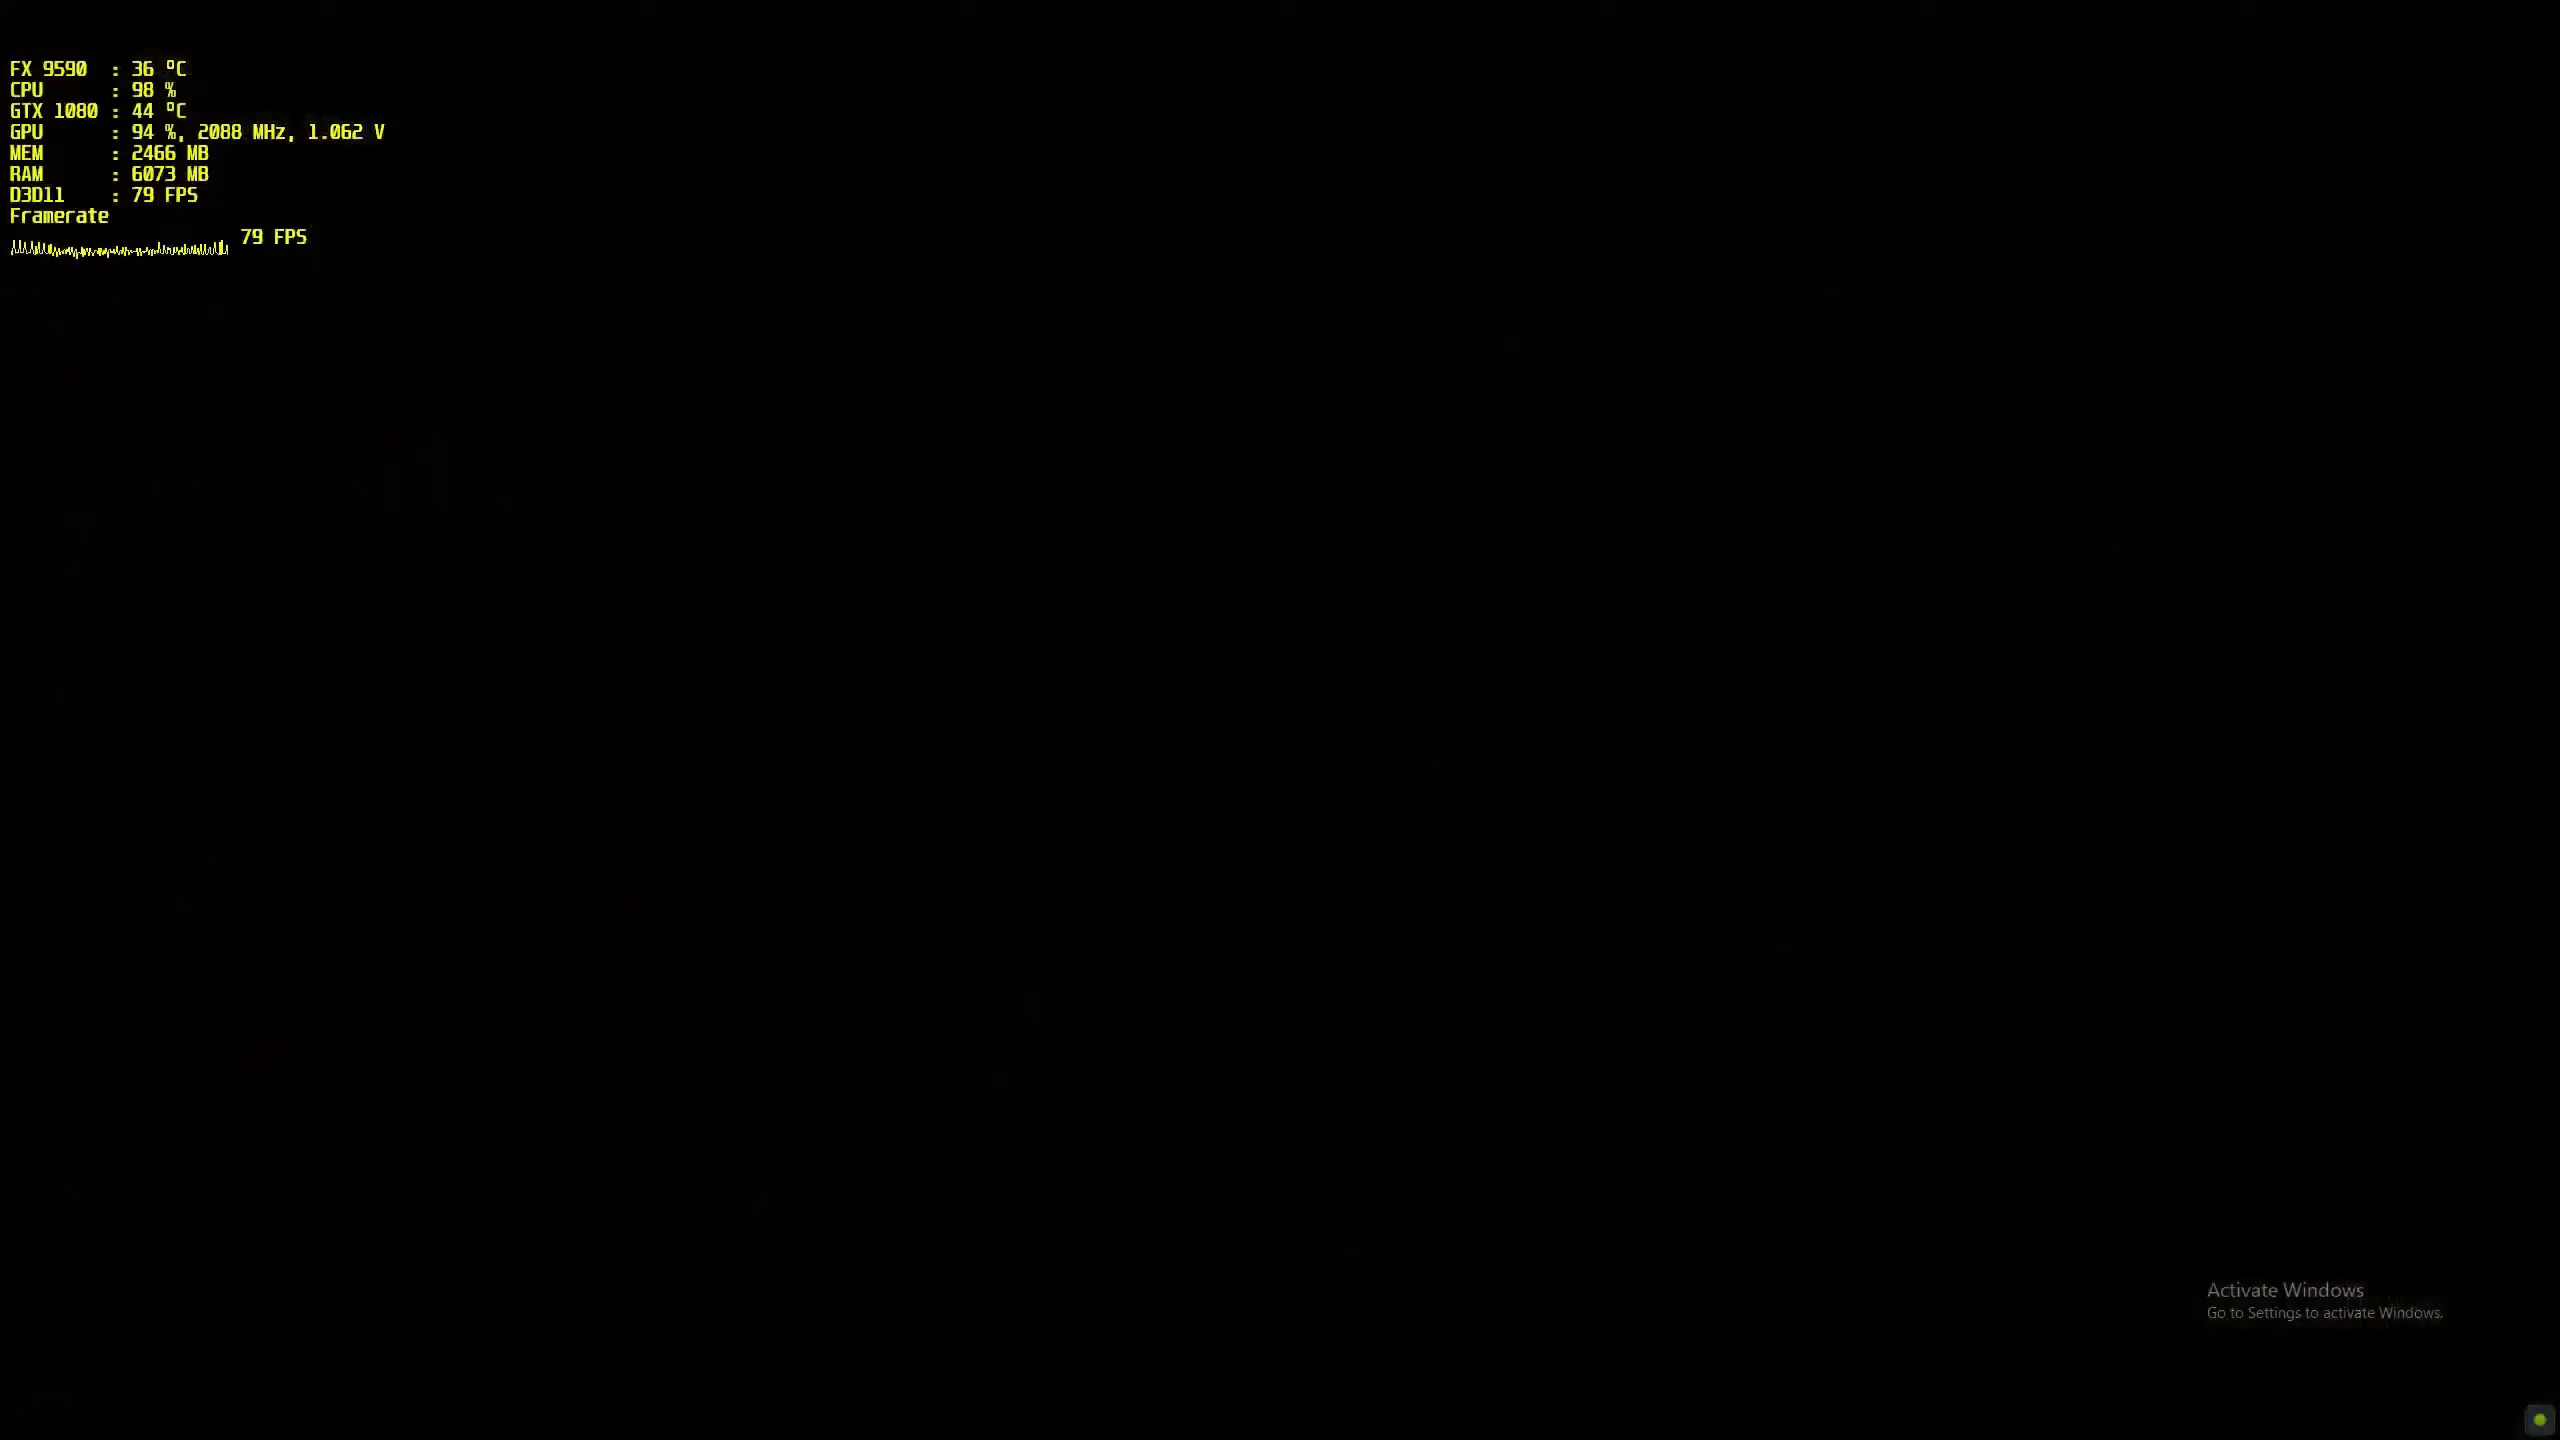 FX 9590 : 36 °C
CPU : 98 %
GTX 1080 : 44 °C
GPU : 94 %, 2088 MHz, 1.062 V
MEM : 2466 MB
RAM : 6073 MB
D3D11 : 79 FPS
Framerate
79 FPS
Activate Windows
Go to Settings to activate Windows.